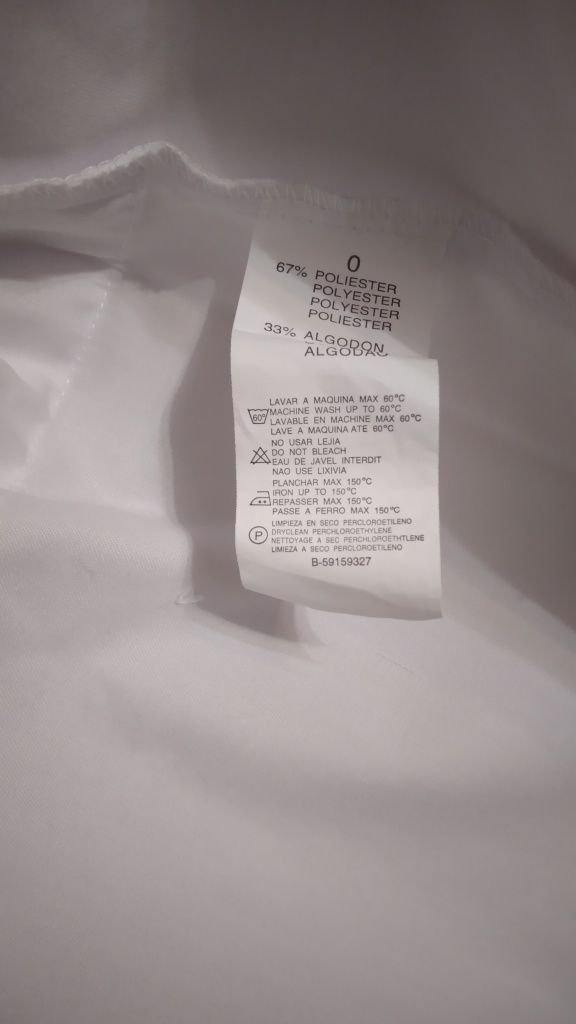 0
67% POLIESTER
POLYESTER
POLYESTER
POLIESTER
33% ALGODON
ALGODAO
LAVAR A MAQUINA MAX 60°C
60° MACHINE WASH UP TO 60°C
LAVABLE EN MACHINE MAX 60°C
LAVE A MAQUINA ATE 60°C
NO USAR LEJIA
DO NOT BLEACH
EAU DE JAVEL INTERDIT
NAO USE LIXIVIA
PLANCHAR MAX 150°C
IRON UP TO 150°C
REPASSER MAX 150°C
PASSE A FERRO MAX 150°C
LIMPIEZA EN SECO PERCLOROETILENO
P DRYCLEAN PERCHLOROETHYLENE
NETTOYAGE A SEC PERCHLOROETHTLENE
LIMIEZA A SECO PERCLOROETILENO
B-59159327